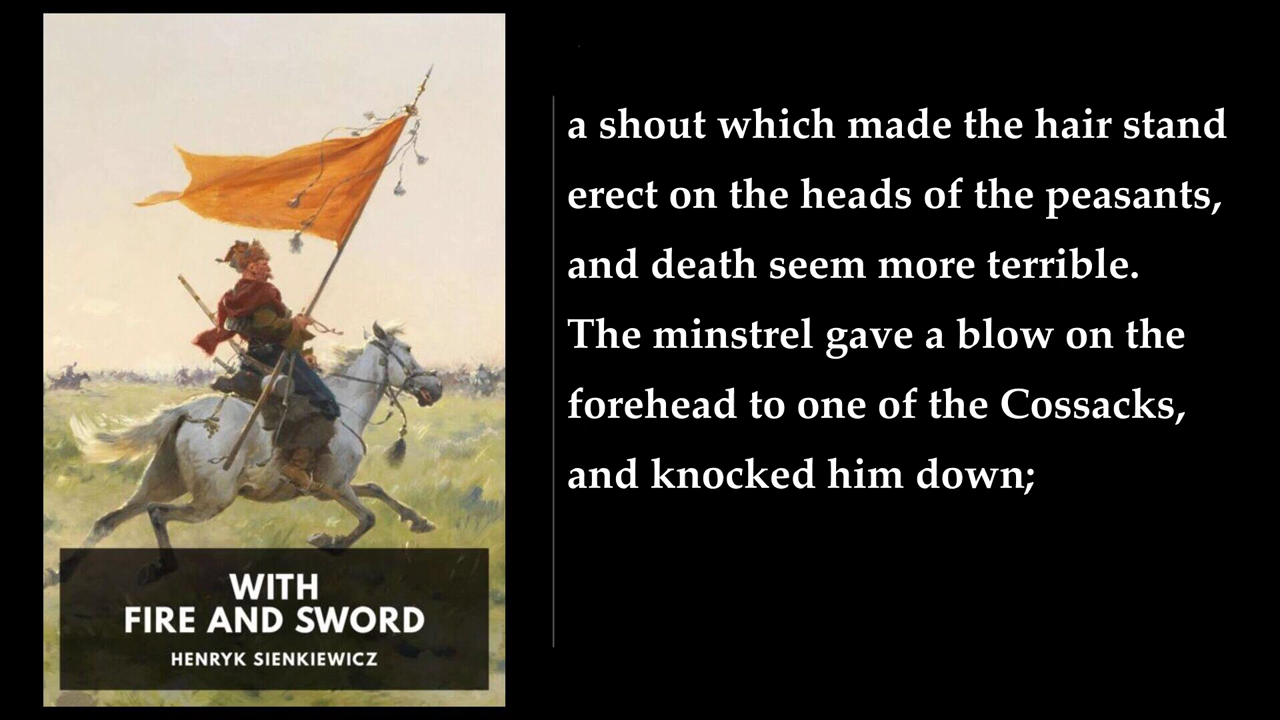 WITH
FIRE AND SWORD
HENRYK SIENKIEWICZ
a shout which made the hair stand
erect on the heads of the peasants,
and death seem more terrible.
The minstrel gave a blow on the
forehead to one of the Cossacks,
and knocked him down;